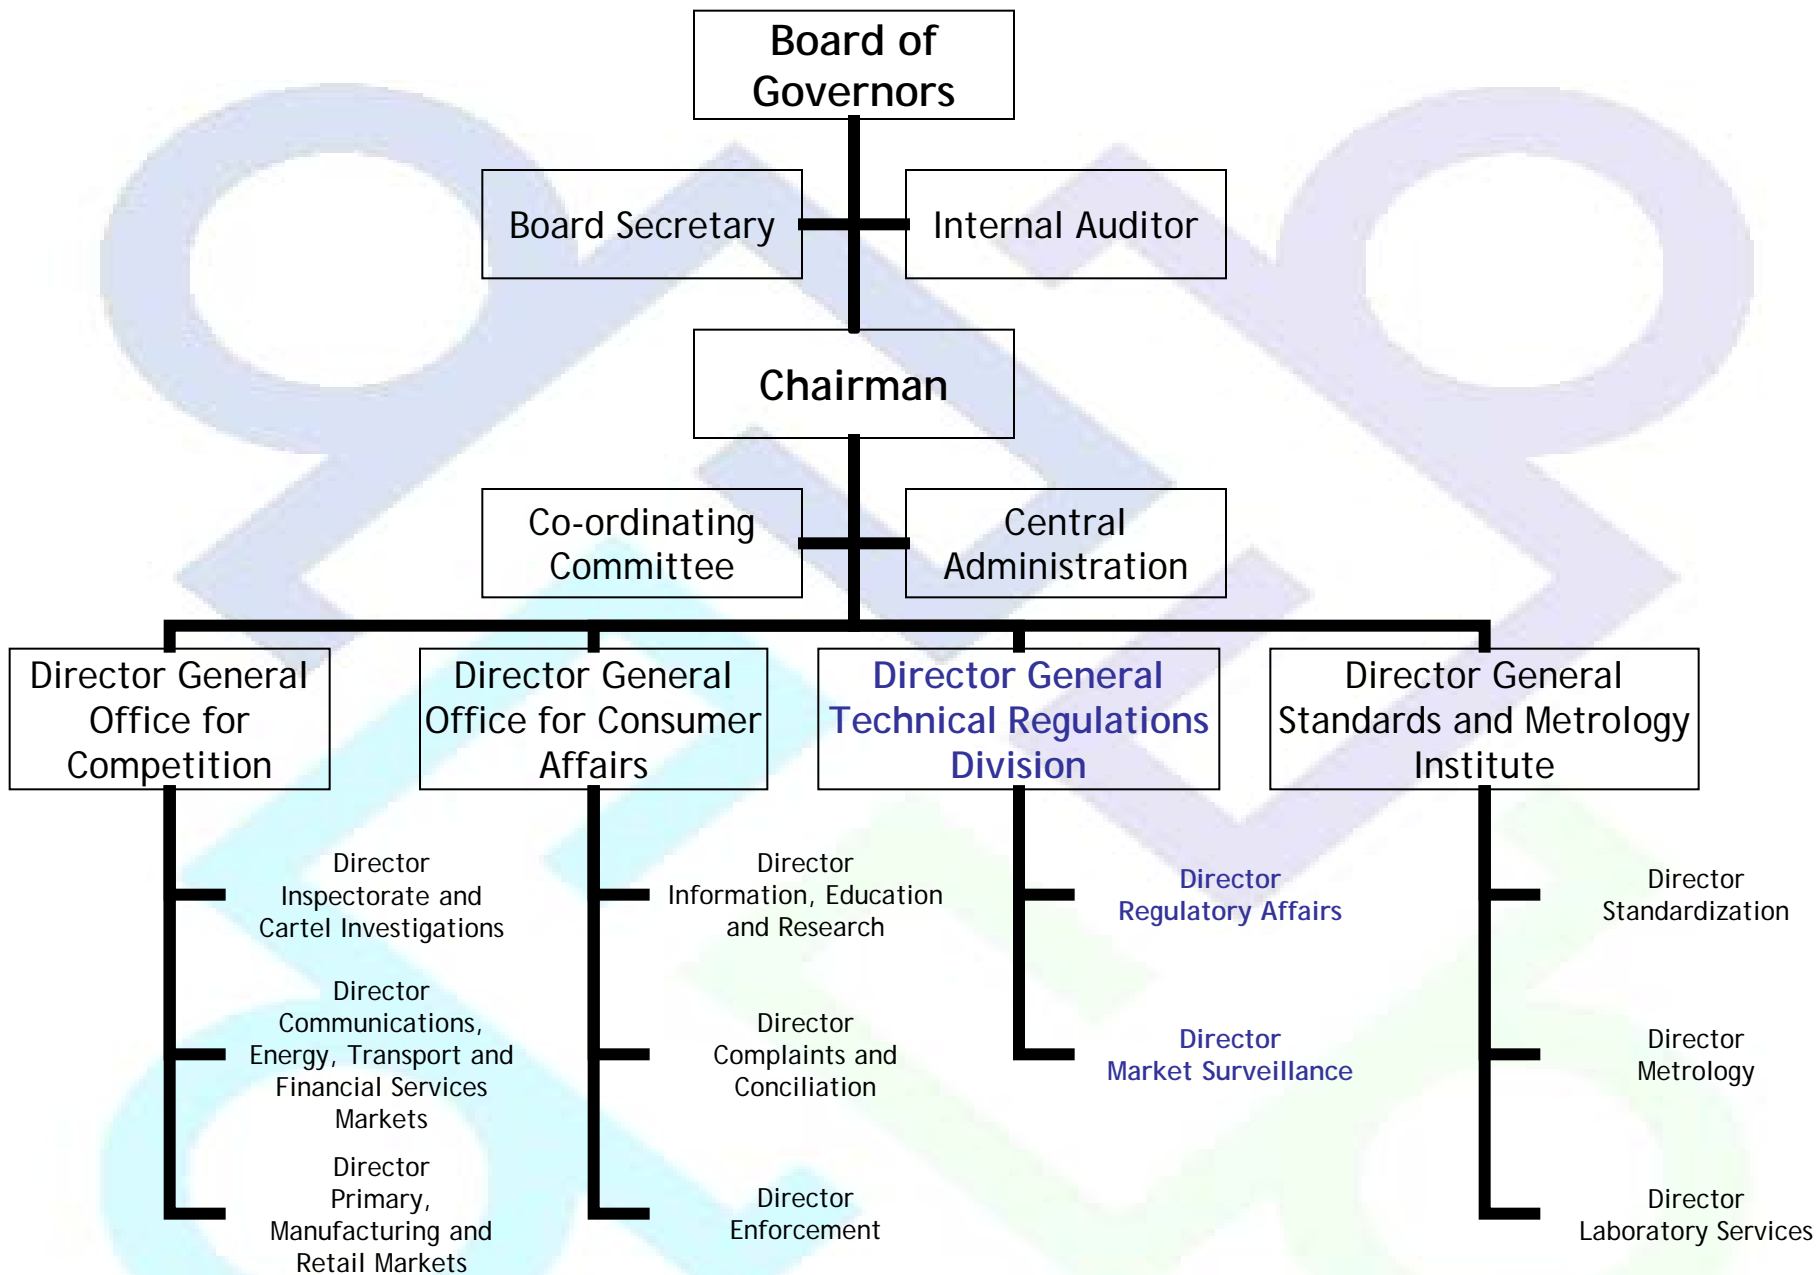 Board of
Governors
Board Secretary
Internal Auditor
Chairman
Co-ordinating
Committee
Central
Administration
Director General
Office for
Competition
Director General
Office for Consumer
Affairs
Director General
Technical Regulations
Division
Director General
Standards and Metrology
Institute
Director
Inspectorate and
Cartel Investigations
Director
Communications,
Energy, Transport and
Financial Services
Markets
Director
Primary,
Manufacturing and
Retail Markets
Director
Information, Education
and Research
Director
Complaints and
Conciliation
Director
Enforcement
Director
Regulatory Affairs
Director
Market Surveillance
Director
Standardization
Director
Metrology
Director
Laboratory Services